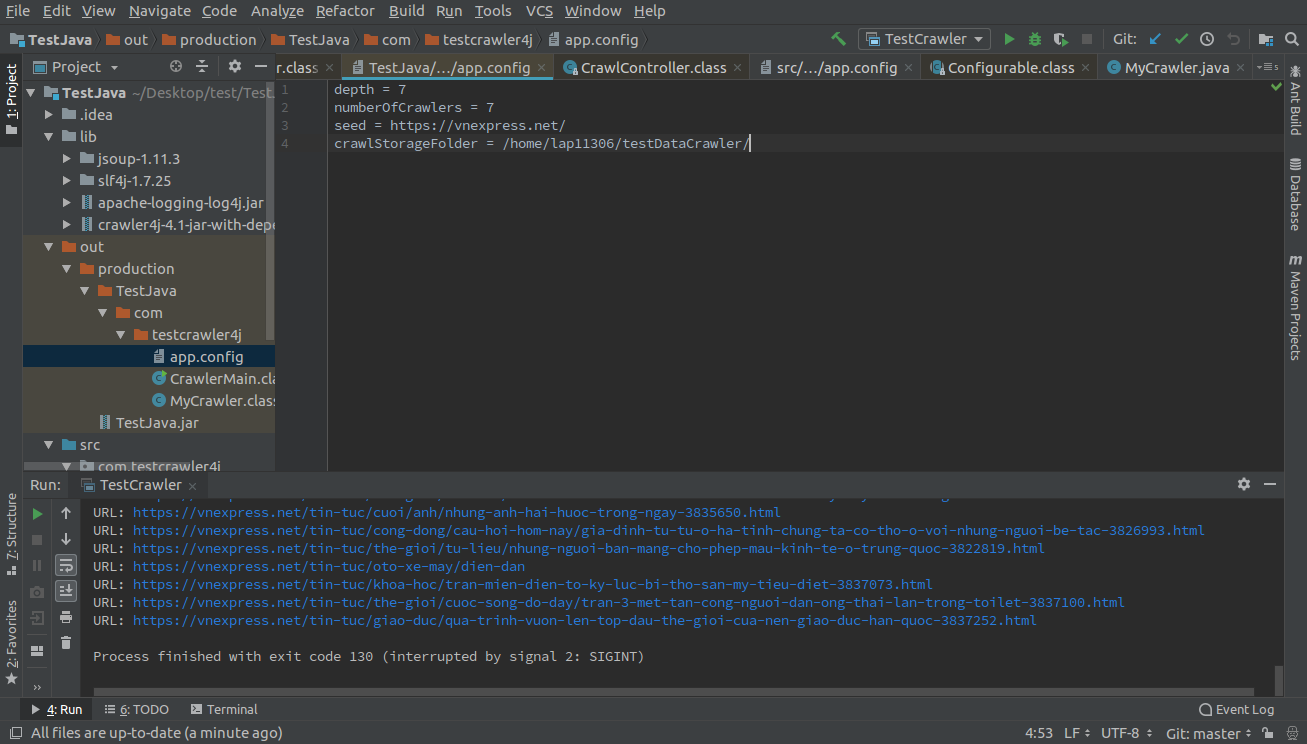 File Edit View Navigate Code Analyze Refactor Build Run Tools VCS Window Help
TestJava out production TestJava com testcrawler4j app.config TestCrawler Git:
1: Project
Project
r.class TestJava/.../app.config CrawlController.class src/.../app.config Configurable.class MyCrawler.java
TestJava ~/Desktop/test/Test
.idea
lib
jsoup-1.11.3
slf4j-1.7.25
apache-logging-log4j.jar
crawler4j-4.1-jar-with-depe
out
production
TestJava
com
testcrawler4j
app.config
CrawlerMain.cla
MyCrawler.class
TestJava.jar
src
com.testcrawler4j
1 depth = 7
2 numberOfCrawlers = 7
3 seed = https://vnexpress.net/
4 crawlStorageFolder = /home/lap11306/testDataCrawler/
Ant Build
Database
Maven Projects
Run: TestCrawler
URL: https://vnexpress.net/tin-tuc/cuoi/anh/nhung-anh-hai-huoc-trong-ngay-3835650.html
URL: https://vnexpress.net/tin-tuc/cong-dong/cau-hoi-hom-nay/gia-dinh-tu-tu-o-ha-tinh-chung-ta-co-tho-o-voi-nhung-nguoi-be-tac-3826993.html
URL: https://vnexpress.net/tin-tuc/the-gioi/tu-lieu/nhung-nguoi-ban-mang-cho-phep-mau-kinh-te-o-trung-quoc-3822819.html
URL: https://vnexpress.net/tin-tuc/oto-xe-may/dien-dan
URL: https://vnexpress.net/tin-tuc/khoa-hoc/tran-mien-dien-to-ky-luc-bi-tho-san-my-tieu-diet-3837073.html
URL: https://vnexpress.net/tin-tuc/the-gioi/cuoc-song-do-day/tran-3-met-tan-cong-nguoi-dan-ong-thai-lan-trong-toilet-3837100.html
URL: https://vnexpress.net/tin-tuc/giao-duc/qua-trinh-vuon-len-top-dau-the-gioi-cua-nen-giao-duc-han-quoc-3837252.html
Process finished with exit code 130 (interrupted by signal 2: SIGINT)
7: Structure
2: Favorites
4: Run 6: TODO Terminal Event Log
All files are up-to-date (a minute ago) 4:53 LF UTF-8 Git: master